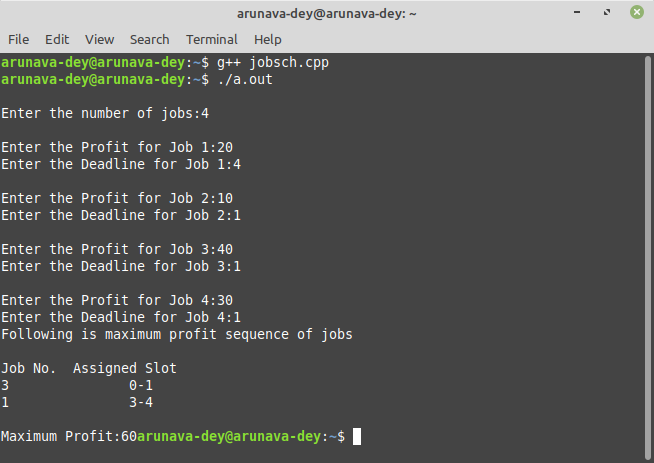 arunava-dey@arunava-dey: ~
File Edit View Search Terminal Help
arunava-dey@arunava-dey:~$ g++ jobsch.cpp
arunava-dey@arunava-dey:~$ ./a.out
Enter the number of jobs:4
Enter the Profit for Job 1:20
Enter the Deadline for Job 1:4
Enter the Profit for Job 2:10
Enter the Deadline for Job 2:1
Enter the Profit for Job 3:40
Enter the Deadline for Job 3:1
Enter the Profit for Job 4:30
Enter the Deadline for Job 4:1
Following is maximum profit sequence of jobs
Job No.  Assigned Slot
3               0-1
1               3-4
Maximum Profit:60arunava-dey@arunava-dey:~$